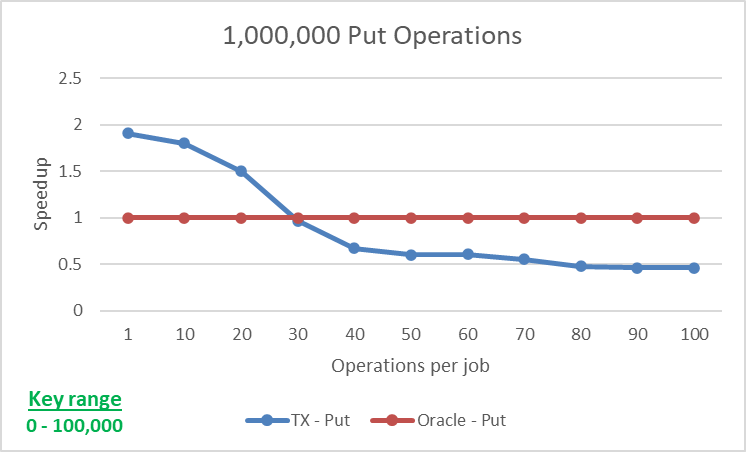 1,000,000 Put Operations
2.5
2
1.5
1
0.5
0
Speedup
1 10 20 30 40 50 60 70 80 90 100
Operations per job
Key range
0 - 100,000
TX - Put Oracle - Put